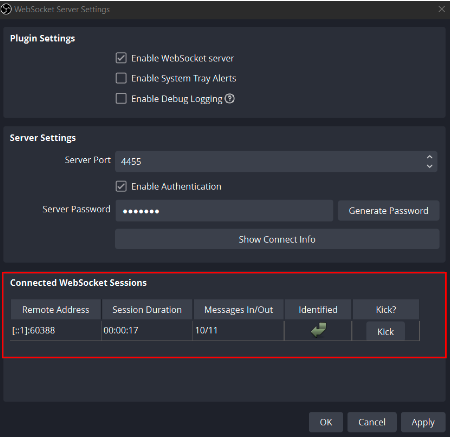 WebSocket Server Settings
Plugin Settings
Enable WebSocket server
Enable System Tray Alerts
Enable Debug Logging
Server Settings
Server Port 4455
Enable Authentication
Server Password ●●●●●●● Generate Password
Show Connect Info
Connected WebSocket Sessions
Remote Address Session Duration Messages In/Out Identified Kick?
[::1]:60388 00:00:17 10/11 Kick
OK Cancel Apply